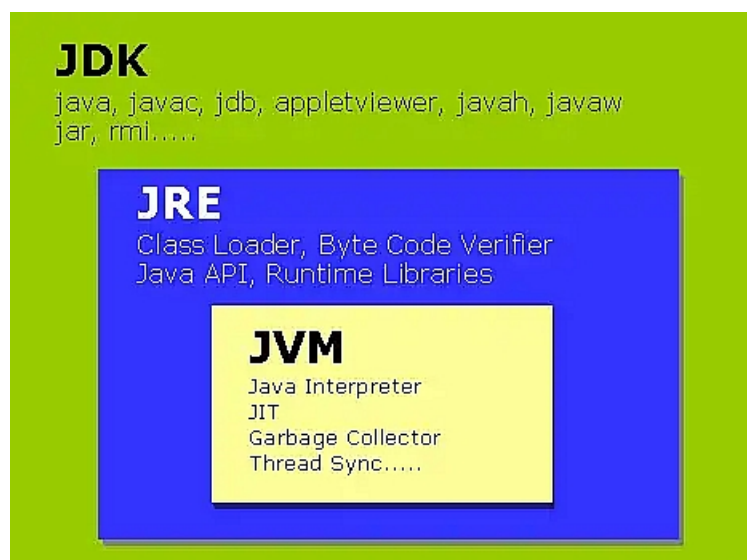 JDK
java, javac, jdb, appletviewer, javah, javaw
jar, rmi.....
JRE
Class Loader, Byte Code Verifier
Java API, Runtime Libraries
JVM
Java Interpreter
JIT
Garbage Collector
Thread Sync.....